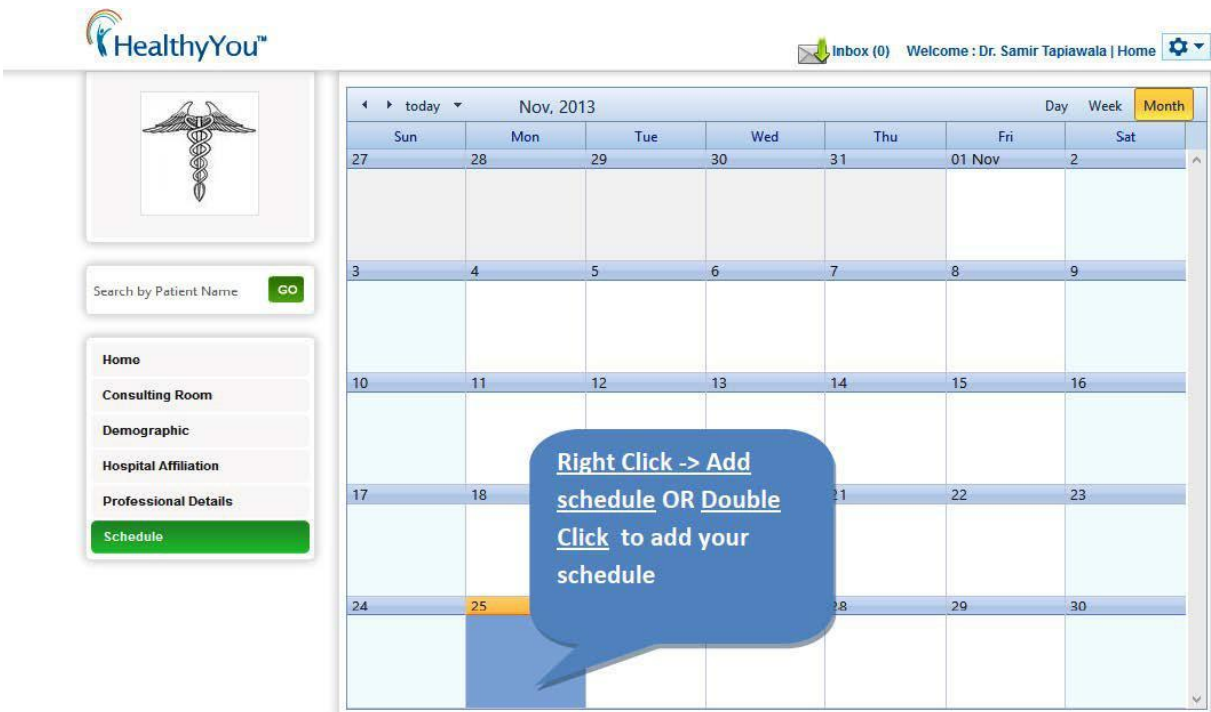 HealthyYou™
Inbox (0) Welcome : Dr. Samir Tapiawala | Home
today Nov, 2013 Day Week Month
Sun Mon Tue Wed Thu Fri Sat
27 28 29 30 31 01 Nov 2
Search by Patient Name GO
3 4 5 6 7 8 9
Home
Consulting Room
Demographic
Hospital Affiliation
Professional Details
Schedule
10 11 12 13 14 15 16
17 18 21 22 23
24 25 28 29 30
Right Click -> Add
schedule OR Double
Click to add your
schedule